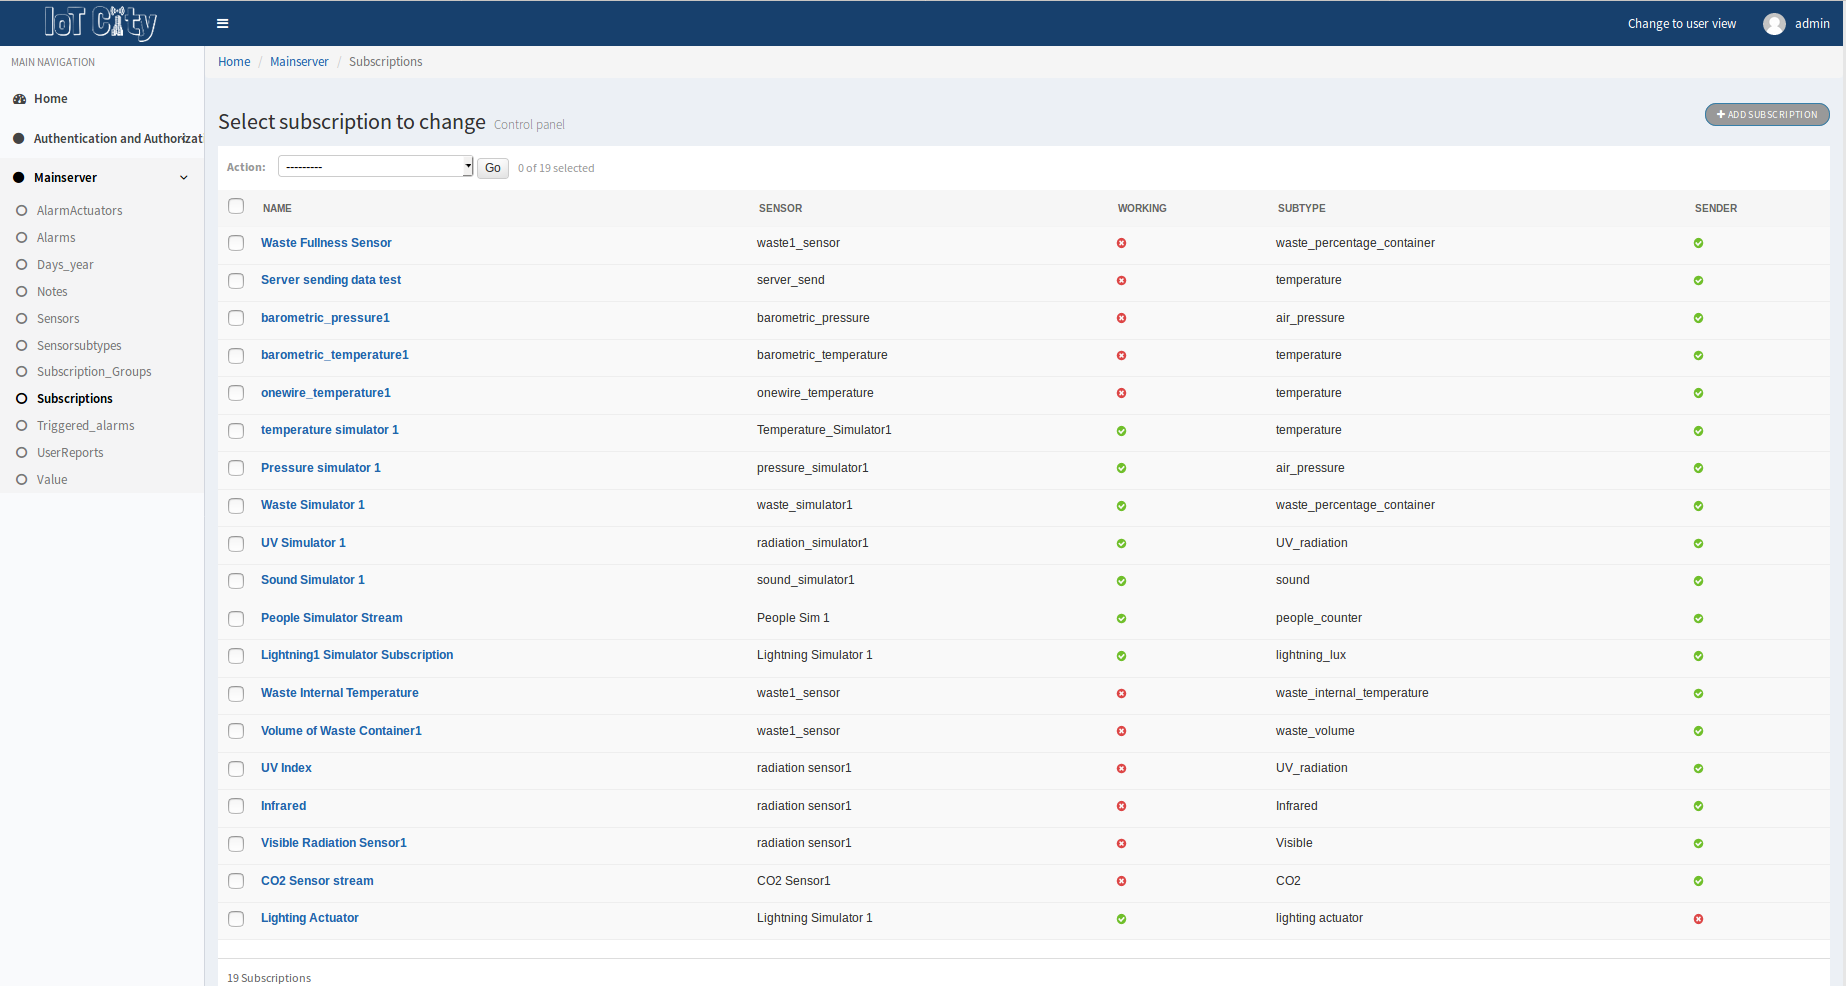 IoT City
Change to user view admin
MAIN NAVIGATION
Home / Mainserver / Subscriptions
Home
Authentication and Authorizat
Mainserver
AlarmActuators
Alarms
Days_year
Notes
Sensors
Sensorsubtypes
Subscription_Groups
Subscriptions
Triggered_alarms
UserReports
Value
Select subscription to change Control panel
ADD SUBSCRIPTION
Action: --------- Go 0 of 19 selected
NAME SENSOR WORKING SUBTYPE SENDER
Waste Fullness Sensor waste1_sensor waste_percentage_container
Server sending data test server_send temperature
barometric_pressure1 barometric_pressure air_pressure
barometric_temperature1 barometric_temperature temperature
onewire_temperature1 onewire_temperature temperature
temperature simulator 1 Temperature_Simulator1 temperature
Pressure simulator 1 pressure_simulator1 air_pressure
Waste Simulator 1 waste_simulator1 waste_percentage_container
UV Simulator 1 radiation_simulator1 UV_radiation
Sound Simulator 1 sound_simulator1 sound
People Simulator Stream People Sim 1 people_counter
Lightning1 Simulator Subscription Lightning Simulator 1 lightning_lux
Waste Internal Temperature waste1_sensor waste_internal_temperature
Volume of Waste Container1 waste1_sensor waste_volume
UV Index radiation sensor1 UV_radiation
Infrared radiation sensor1 Infrared
Visible Radiation Sensor1 radiation sensor1 Visible
CO2 Sensor stream CO2 Sensor1 CO2
Lighting Actuator Lightning Simulator 1 lighting actuator
19 Subscriptions